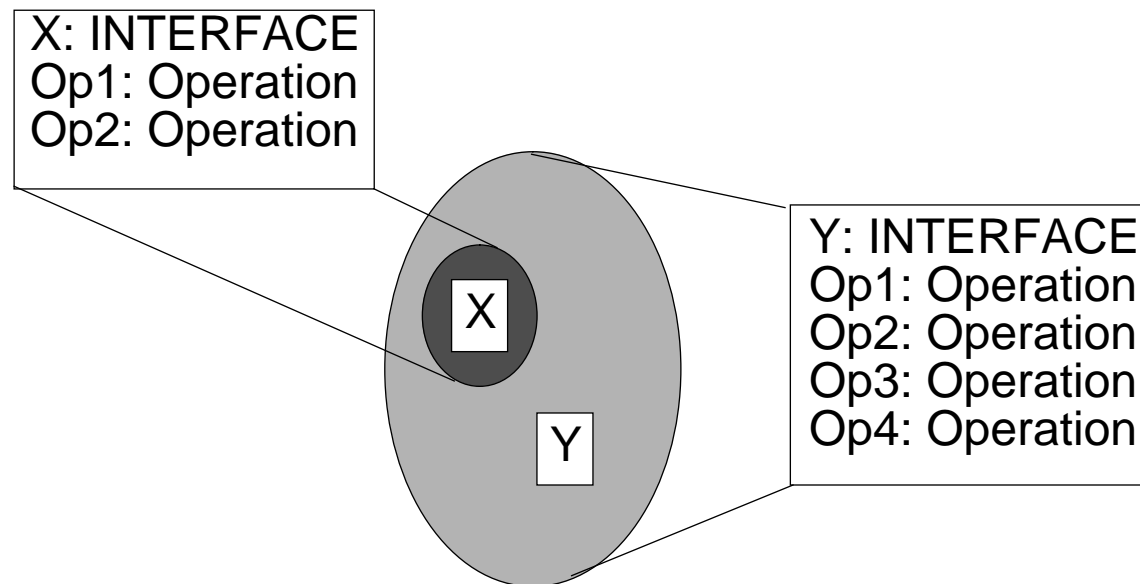 X: INTERFACE
Op1: Operation
Op2: Operation
X
Y
Y: INTERFACE
Op1: Operation
Op2: Operation
Op3: Operation
Op4: Operation